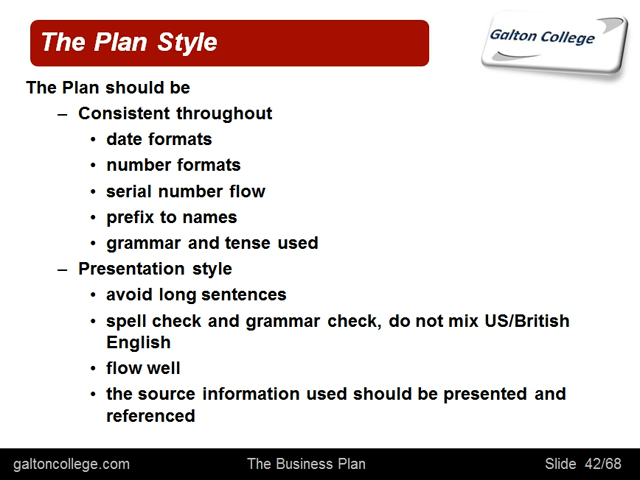 The Plan Style
Galton College
The Plan should be
– Consistent throughout
• date formats
• number formats
• serial number flow
• prefix to names
• grammar and tense used
– Presentation style
• avoid long sentences
• spell check and grammar check, do not mix US/British
English
• flow well
• the source information used should be presented and
referenced
galtoncollege.com
The Business Plan
Slide 42/68